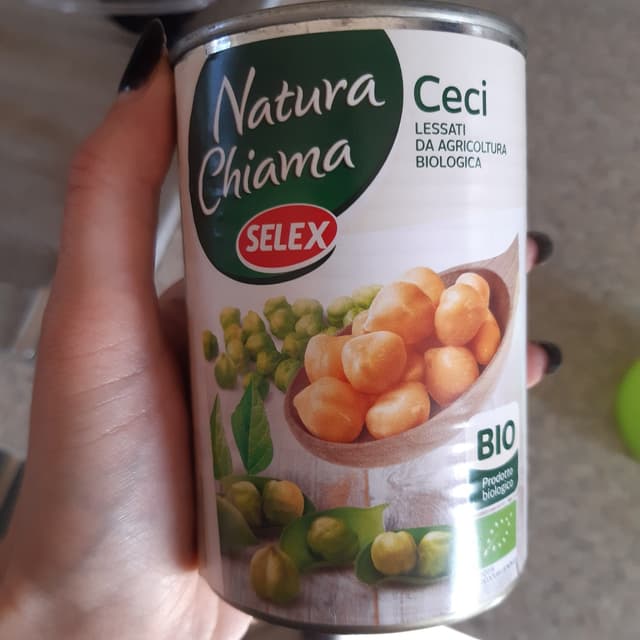 Natura
Chiama
SELEX
Ceci
LESSATI
DA AGRICOLTURA
BIOLOGICA
BIO
Prodotto
biologico